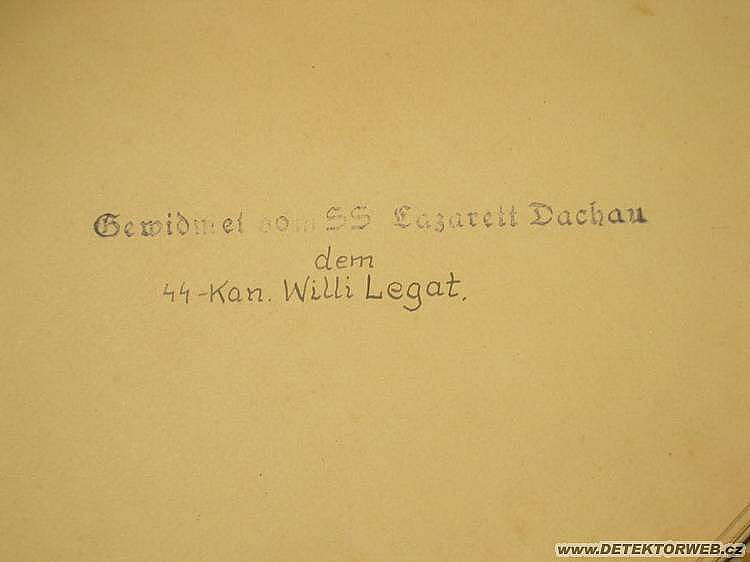 Gewidmet vom SS Lazarett Dachau
dem
44-Kan. Willi Legat.
www.DETEKTORWEB.cz